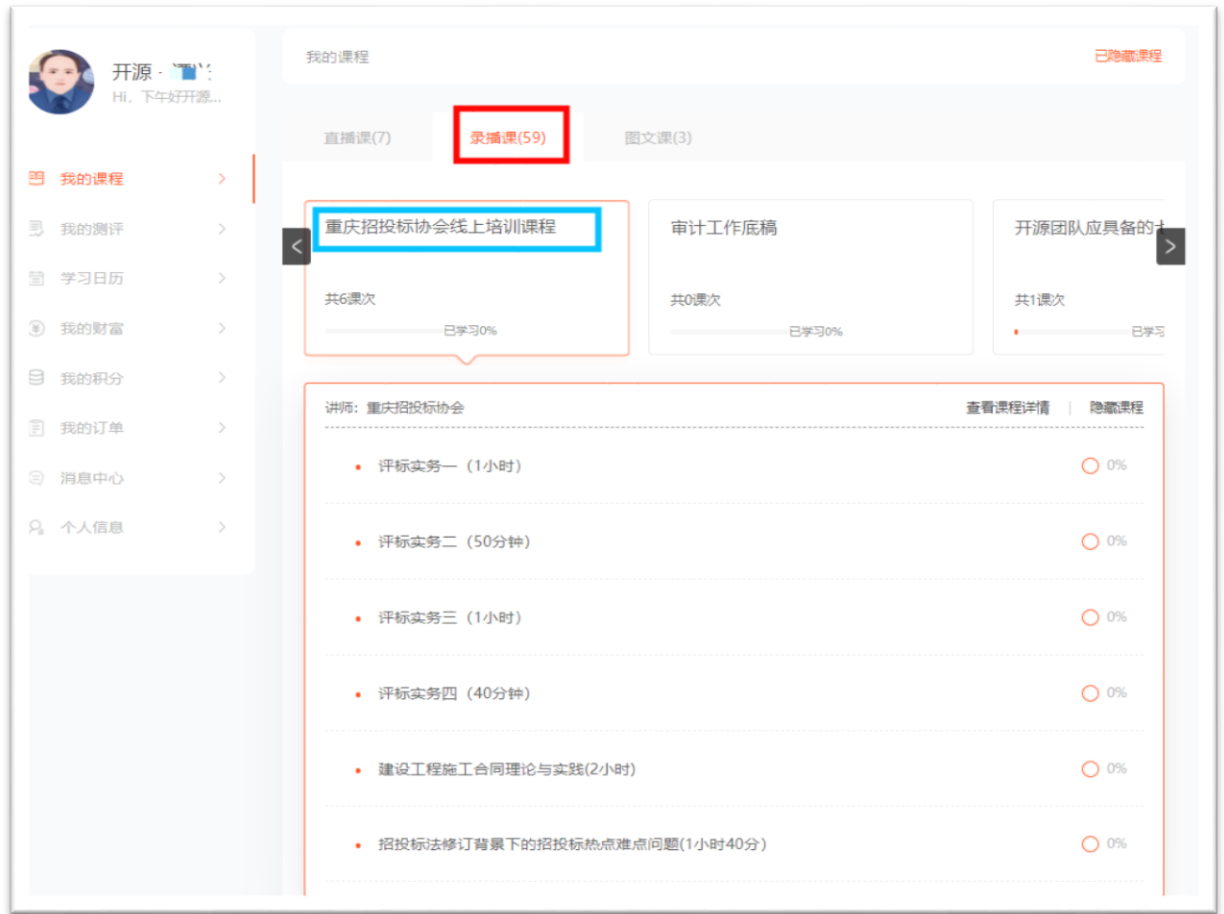 开源 ·
Hi，下午好开源...
我的课程
我的测评
学习日历
我的财富
我的积分
我的订单
消息中心
个人信息
我的课程
已隐藏课程
直播课(7)
录播课(59)
图文课(3)
重庆招投标协会线上培训课程
共6课次
已学习0%
审计工作底稿
共0课次
已学习0%
开源团队应具备的
共1课次
已学习
讲师：重庆招投标协会
查看课程详情 | 隐藏课程
评标实务一（1小时） 0%
评标实务二（50分钟） 0%
评标实务三（1小时） 0%
评标实务四（40分钟） 0%
建设工程施工合同理论与实践(2小时) 0%
招投标法修订背景下的招投标热点难点问题(1小时40分） 0%